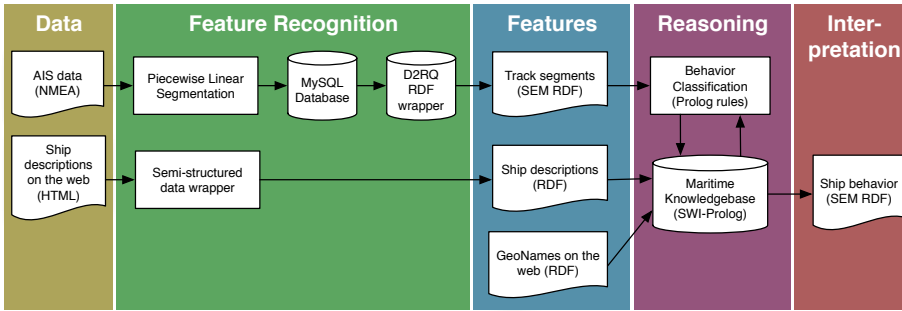 Data
Feature Recognition
Features
Reasoning
Inter-
pretation
AIS data
(NMEA)
Piecewise Linear
Segmentation
MySQL
Database
D2RQ
RDF
wrapper
Track segments
(SEM RDF)
Behavior
Classification
(Prolog rules)
Ship
descriptions
on the web
(HTML)
Semi-structured
data wrapper
Ship descriptions
(RDF)
Maritime
Knowledgebase
(SWI-Prolog)
Ship behavior
(SEM RDF)
GeoNames on the
web (RDF)